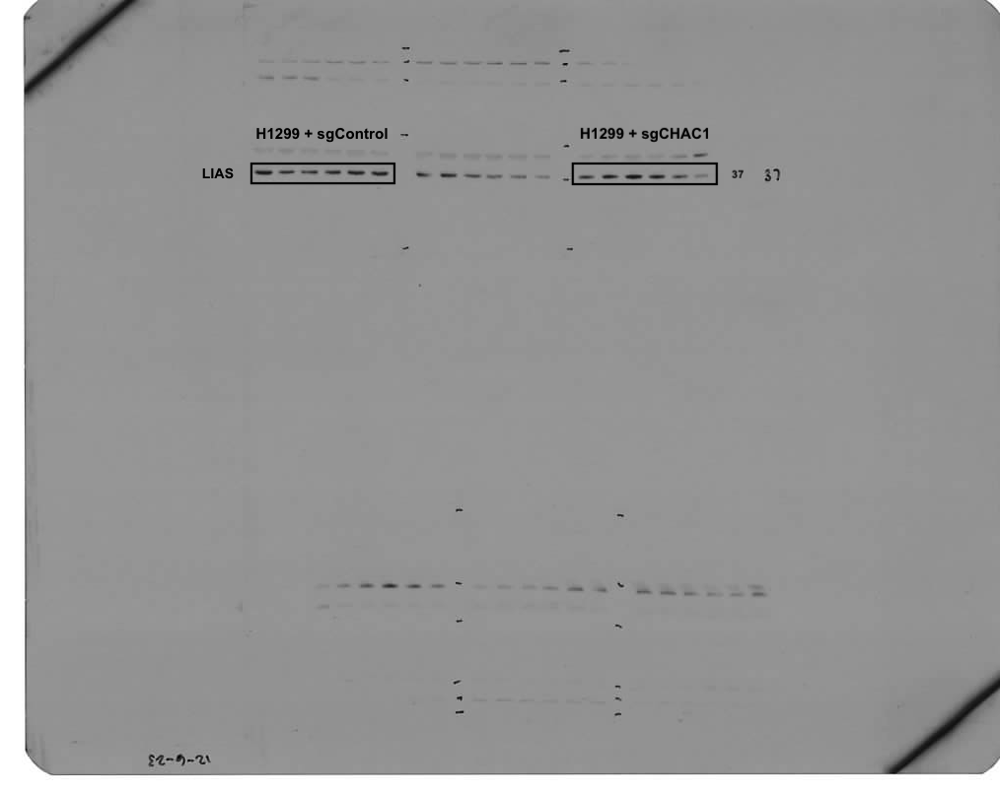 H1299 + sgControl
H1299 + sgCHAC1
LIAS
37 37